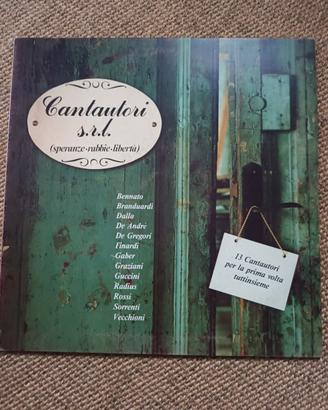 Cantautori
s.r.l.
(speranze·rabbie·libertà)
Bennato
Branduardi
Dalla
De Andrè
De Gregori
Finardi
Gaber
Graziani
Guccini
Radius
Rossi
Sorrenti
Vecchioni
13 Cantautori
per la prima volta
tuttinsieme